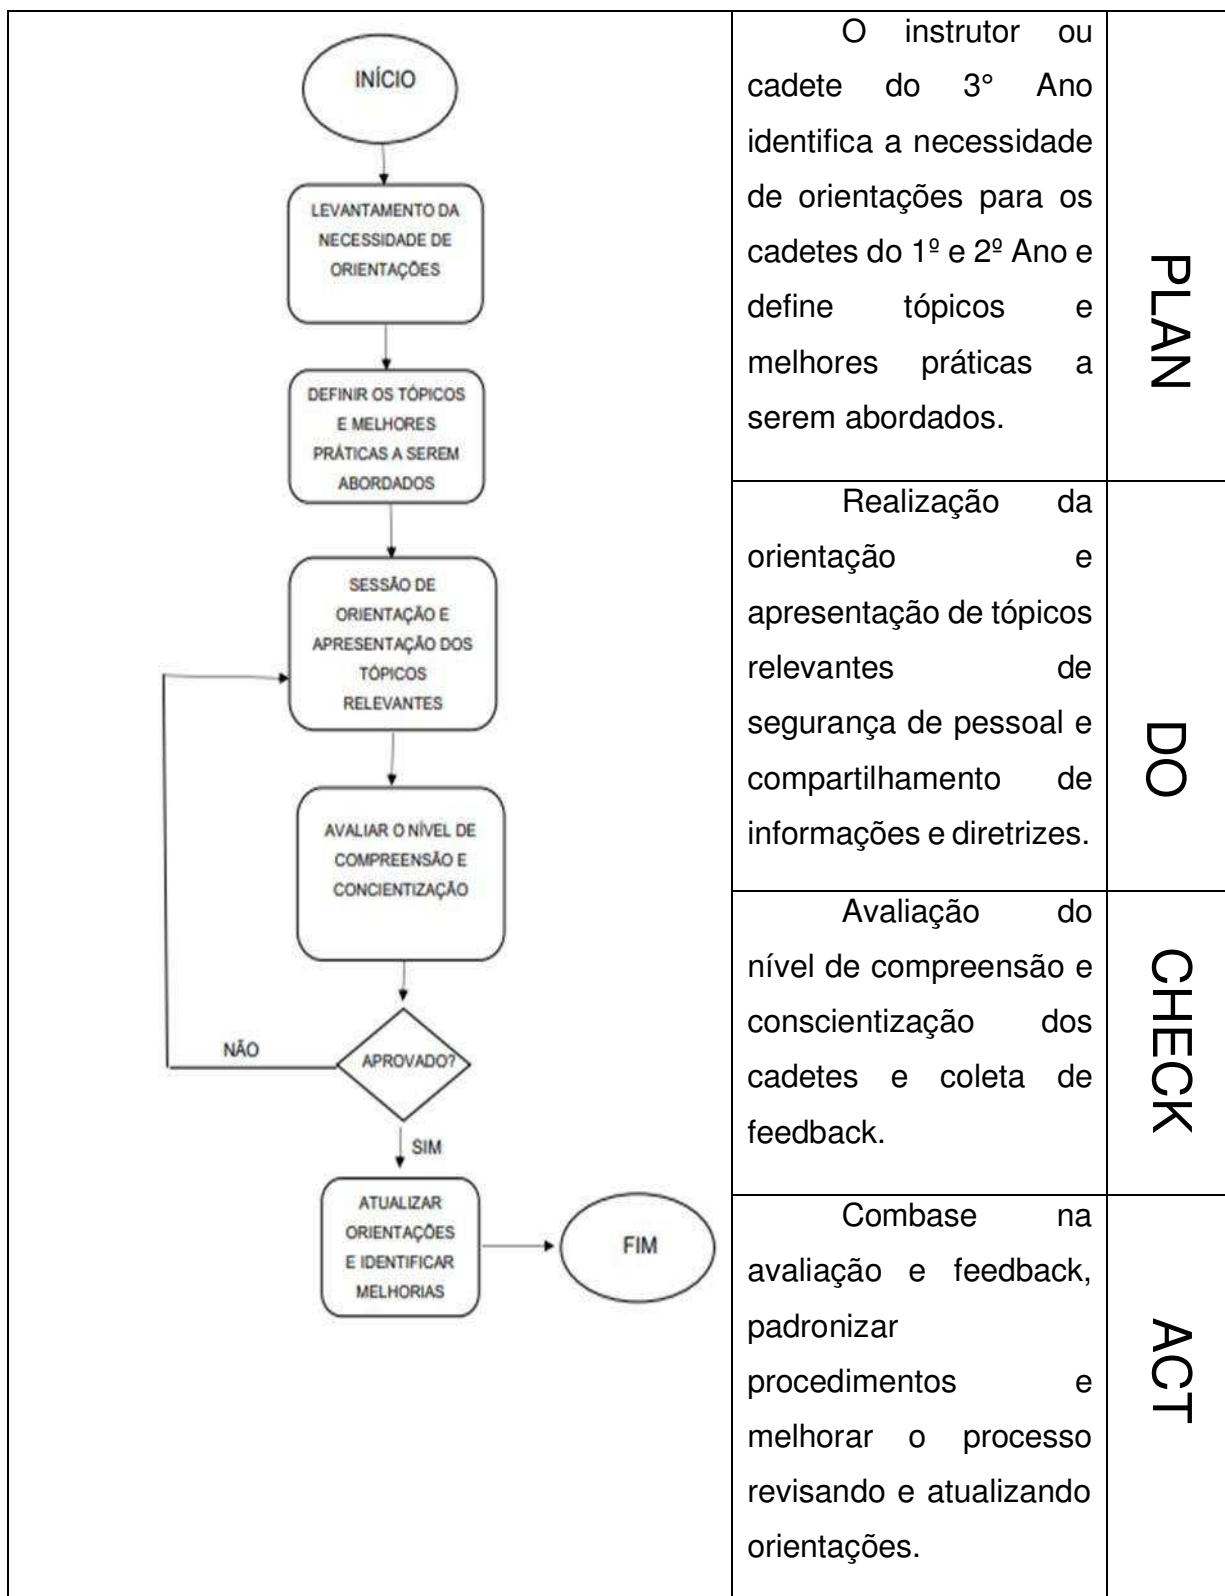 INÍCIO
LEVANTAMENTO DA
NECESSIDADE DE
ORIENTAÇÕES
DEFINIR OS TÓPICOS
E MELHORES
PRÁTICAS A SEREM
ABORDADOS
SESSÃO DE
ORIENTAÇÃO E
APRESENTAÇÃO DOS
TÓPICOS
RELEVANTES
AVALIAR O NÍVEL DE
COMPREENSÃO E
CONCIENTIZAÇÃO
APROVADO?
NÃO
SIM
ATUALIZAR
ORIENTAÇÕES
E IDENTIFICAR
MELHORIAS
FIM
O instrutor ou
cadete do 3° Ano
identifica a necessidade
de orientações para os
cadetes do 1º e 2º Ano e
define tópicos e
melhores práticas a
serem abordados.
PLAN
Realização da
orientação e
apresentação de tópicos
relevantes de
segurança de pessoal e
compartilhamento de
informações e diretrizes.
DO
Avaliação do
nível de compreensão e
conscientização dos
cadetes e coleta de
feedback.
CHECK
Combase na
avaliação e feedback,
padronizar
procedimentos e
melhorar o processo
revisando e atualizando
orientações.
ACT